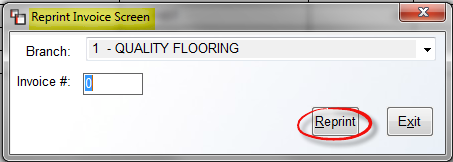 Reprint Invoice Screen
Branch: 1 - QUALITY FLOORING
Invoice #: 0
Reprint Exit